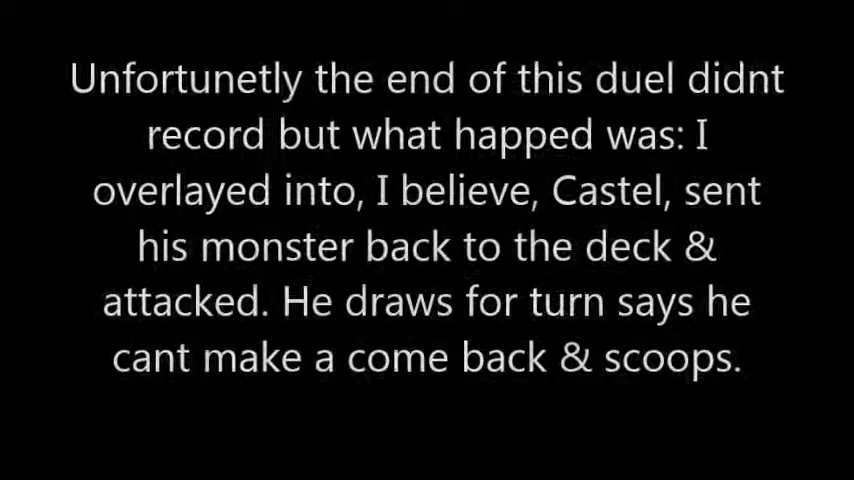 Unfortunetly the end of this duel didnt
record but what happed was: I
overlayed into, I believe, Castel, sent
his monster back to the deck &
attacked. He draws for turn says he
cant make a come back & scoops.